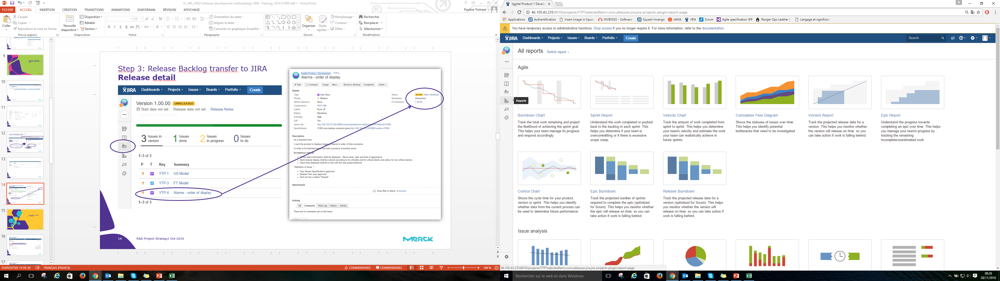 VL_MIL_R&D Software development methodology-JIRA- Training_1610131009 ed0.1 - PowerPoint
Pauline Tristram
FICHIER ACCUEIL INSERTION CRÉATION TRANSITIONS ANIMATIONS DIAPORAMA RÉVISION AFFICHAGE
Coller
Couper
Copier
Reproduire la mise en forme
Presse-papiers
Nouvelle diapositive
Disposition
Rétablir
Section
Diapositives
12
G I S S abc AV Aa A
Police
Orientation du texte
Aligner le texte
Convertir en graphique SmartArt
Paragraphe
Organiser
Styles rapides
Remplissage
Contour
Effets
Dessin
Rechercher
Remplacer
Sélectionner
Modification
9
10
11
12
13
14
15
16
17
Step 3: Release Backlog transfer to JIRA
Release detail
JIRA Dashboards Projects Issues Boards Portfolio Create
Version 1.00.00 UNRELEASED
Start date not set Release date not set Release Notes
3 Issues in version
1 Issues done
2 Issues in progress
0 Issues to do
1–3 of 3
P T Key Summary
YTP-1 US Model
YTP-3 FT Model
YTP-4 Alarms - order of display
1–3 of 3
YggVal Product 1 Development / YTP-4
Alarms - order of display
Edit Comment Assign More Moved to Backlog Completed Admin
Details
Type: User Story
Priority: Medium
Affects Version/s: None
Component/s: NGC HMI
Labels: None
Rating: Mandatory
Criticality: High
GxP: Yes
Jama Link: http://46.105.43.235:8080/contour/perspective.req?projectId=67&docId=21985
SyncAttribute: 11300.com.tasktop.connector.jama,http://46.105.43.235:8080/contour-21985
Status: ACTIVE (View Workflow)
Resolution: Unresolved
Fix Version/s: 1.00.00
Description
As a standard User
I want the product to displays triggered Alarms in order of time occurence
In order to be informed about the time occurence of product errors
Acceptance criteria:
All the alarm information shall be displayed : Alarm name, date and time of appearance
Alarm banner display shall be colored according to its criticality (red for critical alarms and yellow for non critical alarms)
Alarm time displayed shall be in line with the real system behavior
*Definition of Done: *
User Stories Specifications approved
Related Test case approved
Test run has a status "Passed"
Attachments
Drop files to attach, or browse.
Activity
All Comments Work Log History Activity
There are no comments yet on this issue.
14 R&D Project Strategy| Oct-2016
MERCK
DIAPOSITIVE 14 DE 29 FRANÇAIS (FRANCE) COMMENTAIRES COMMENTAIRES 106 %
YggVal Product 1 Develo
46.105.43.235:8010/projects/YTP?selectedItem=com.atlassian.jira.jira-projects-plugin:report-page
Applications Authentification Insert image in Squas INVENGO - Software Squash Invengo JAMA JIRA Scrum Agile specification WF Ranger Ops Leather | Langage et significati
You have temporary access to administrative functions. Drop access if you no longer require it. For more information, refer to the documentation.
JIRA Dashboards Projects Issues Boards Portfolio Create Search
All reports Switch report
Agile
Reports
Burndown Chart
Track the total work remaining and project
the likelihood of achieving the sprint goal.
This helps your team manage its progress
and respond accordingly.
Sprint Report
Understand the work completed or pushed
back to the backlog in each sprint. This
helps you determine if your team is
overcommitting or if there is excessive
scope creep.
Velocity Chart
Track the amount of work completed from
sprint to sprint. This helps you determine
your team's velocity and estimate the work
your team can realistically achieve in
future sprints.
Cumulative Flow Diagram
Shows the statuses of issues over time.
This helps you identify potential
bottlenecks that need to be investigated.
Version Report
Track the projected release date for a
version. This helps you monitor whether
the version will release on time, so you
can take action if work is falling behind.
Epic Report
Understand the progress towards
completing an epic over time. This helps
you manage your team's progress by
tracking the remaining
incomplete/unestimated work.
Control Chart
Shows the cycle time for your product,
version or sprint. This helps you identify
whether data from the current process can
be used to determine future performance.
Epic Burndown
Track the projected number of sprints
required to complete the epic (optimized
for Scrum). This helps you monitor whether
the epic will release on time, so you can
take action if work is falling behind.
Release Burndown
Track the projected release date for a
version (optimized for Scrum). This helps
you monitor whether the version will
release on time, so you can take action if
work is falling behind.
Issue analysis
46.105.43.235:8010/projects/YTP?selectedItem=com.atlassian.jira.jira-projects-plugin:report-page
Rechercher sur le web et dans Windows
08:26
28/11/2016